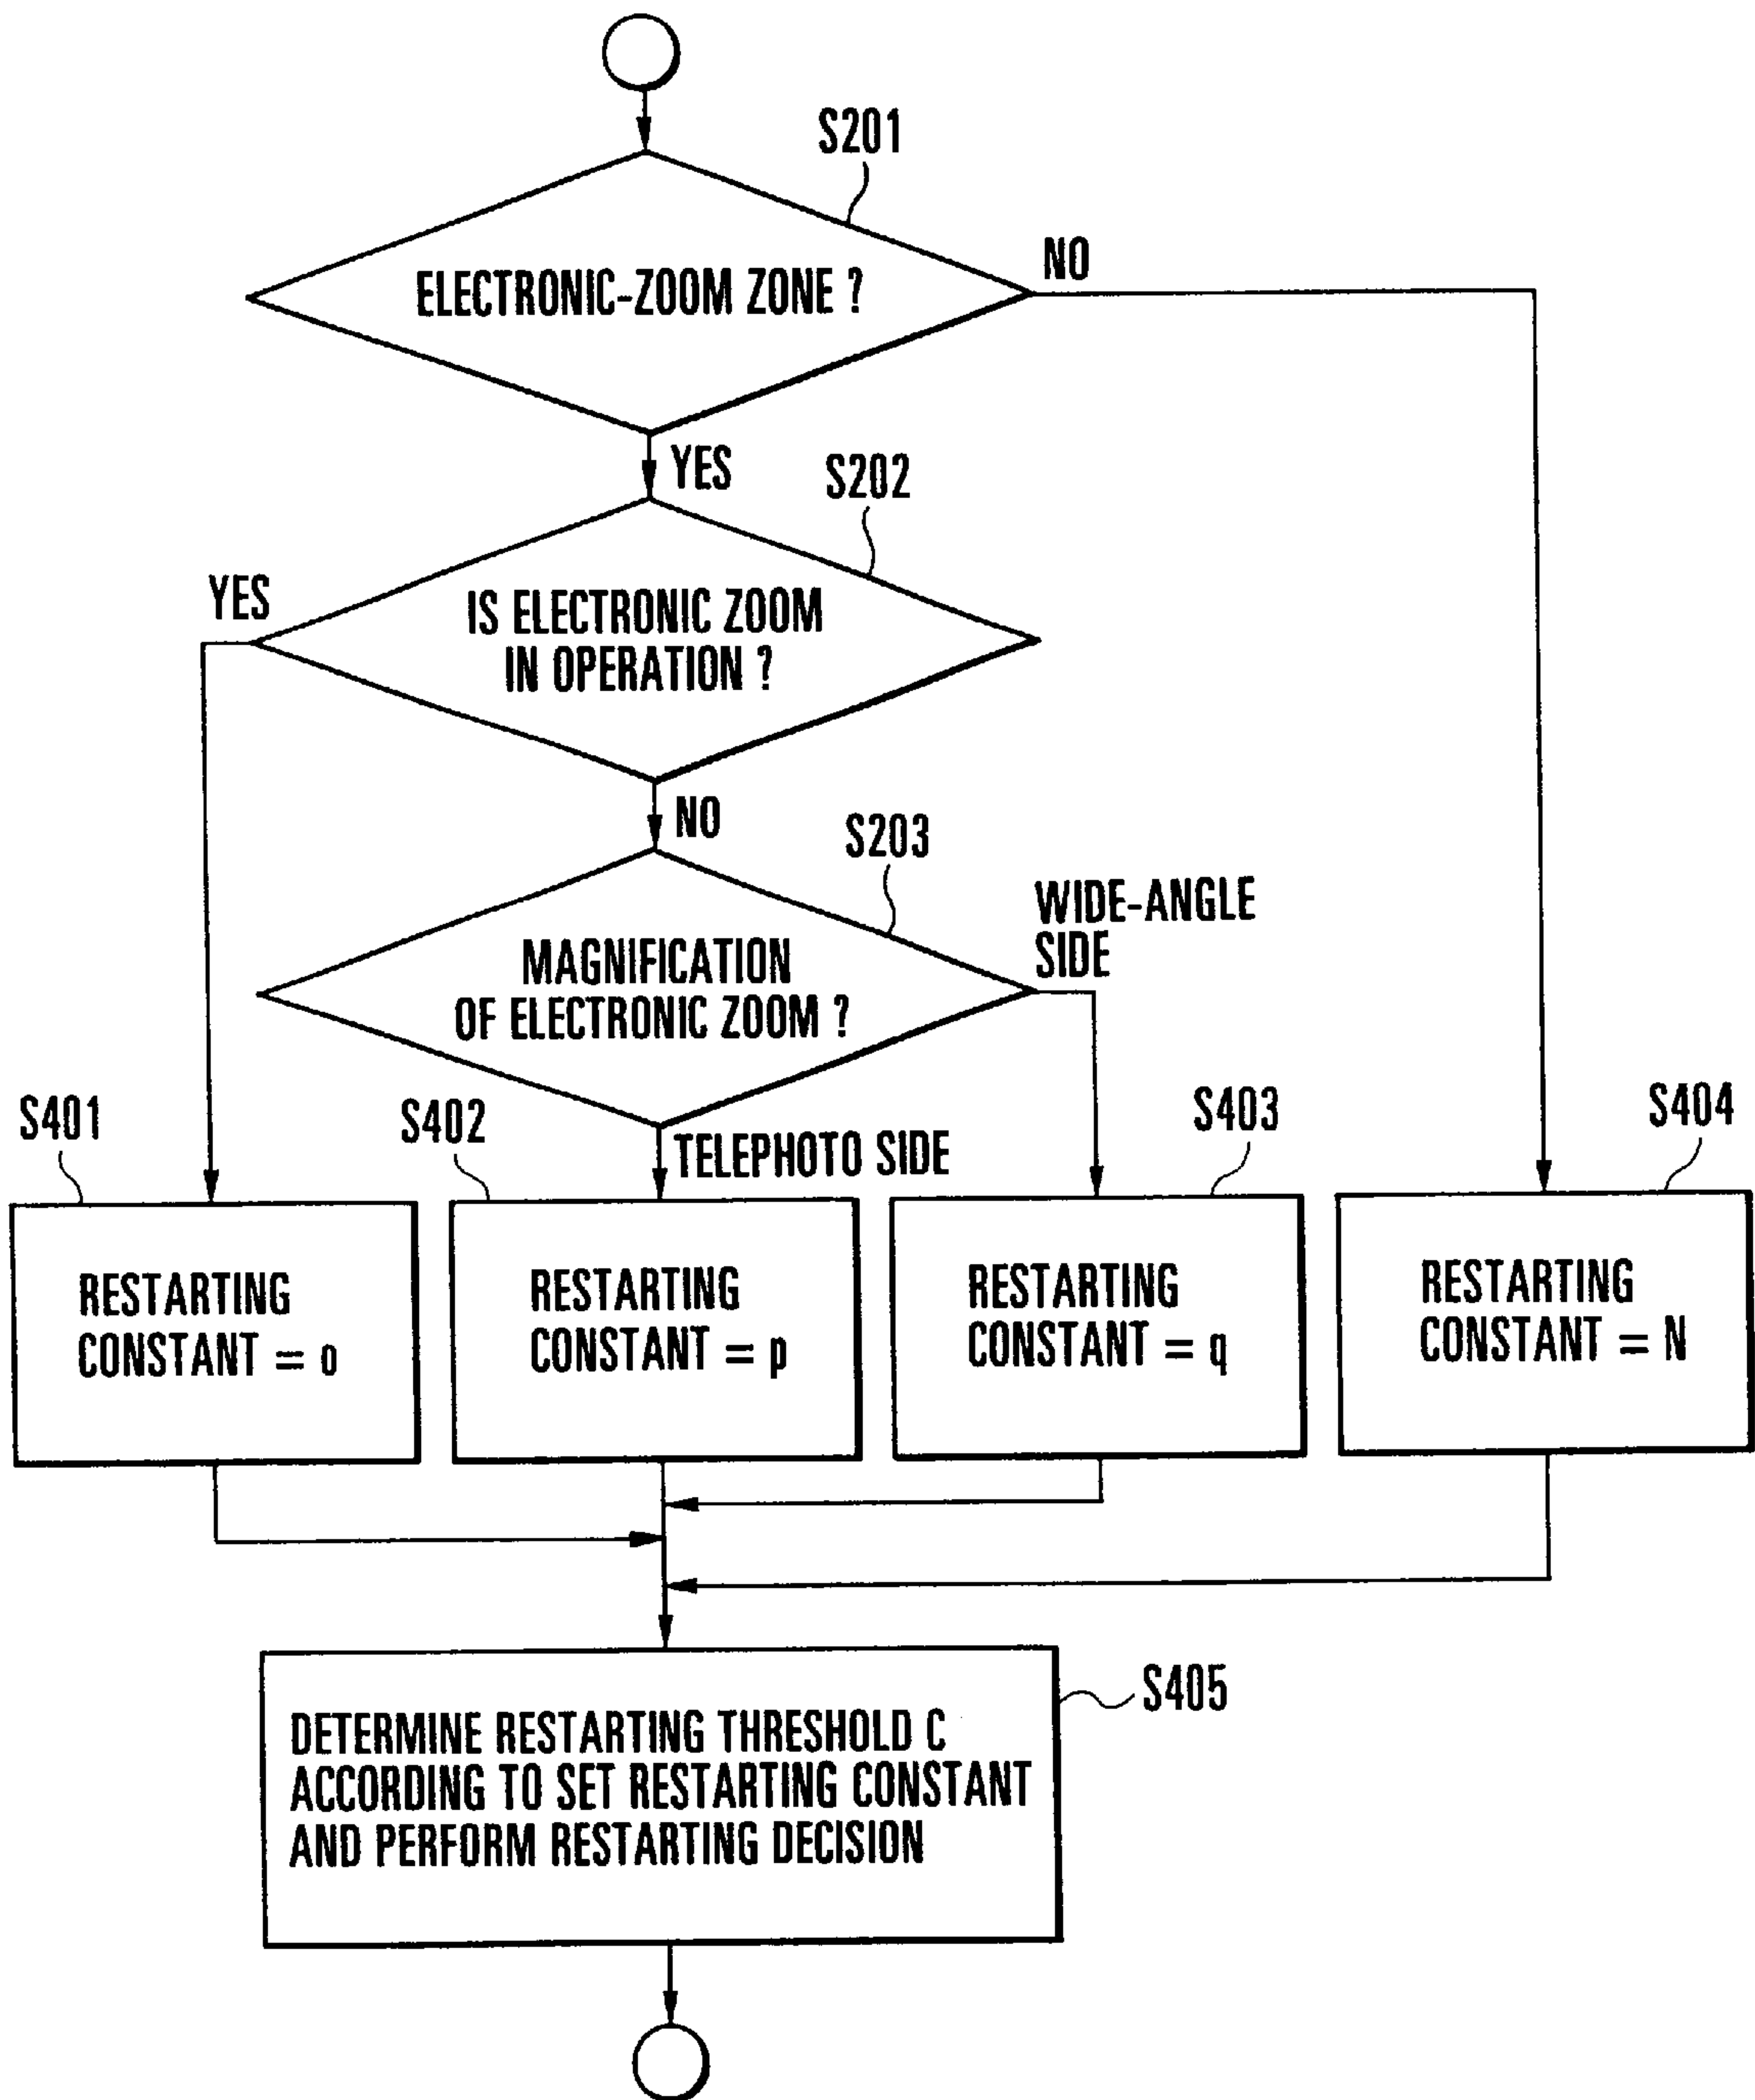 S201
ELECTRONIC-ZOOM ZONE ?
NO
YES
S202
YES
IS ELECTRONIC ZOOM
IN OPERATION ?
NO
S203
WIDE-ANGLE
SIDE
MAGNIFICATION
OF ELECTRONIC ZOOM ?
TELEPHOTO SIDE
S401
S402
S403
S404
RESTARTING
CONSTANT = o
RESTARTING
CONSTANT = p
RESTARTING
CONSTANT = q
RESTARTING
CONSTANT = N
S405
DETERMINE RESTARTING THRESHOLD C
ACCORDING TO SET RESTARTING CONSTANT
AND PERFORM RESTARTING DECISION